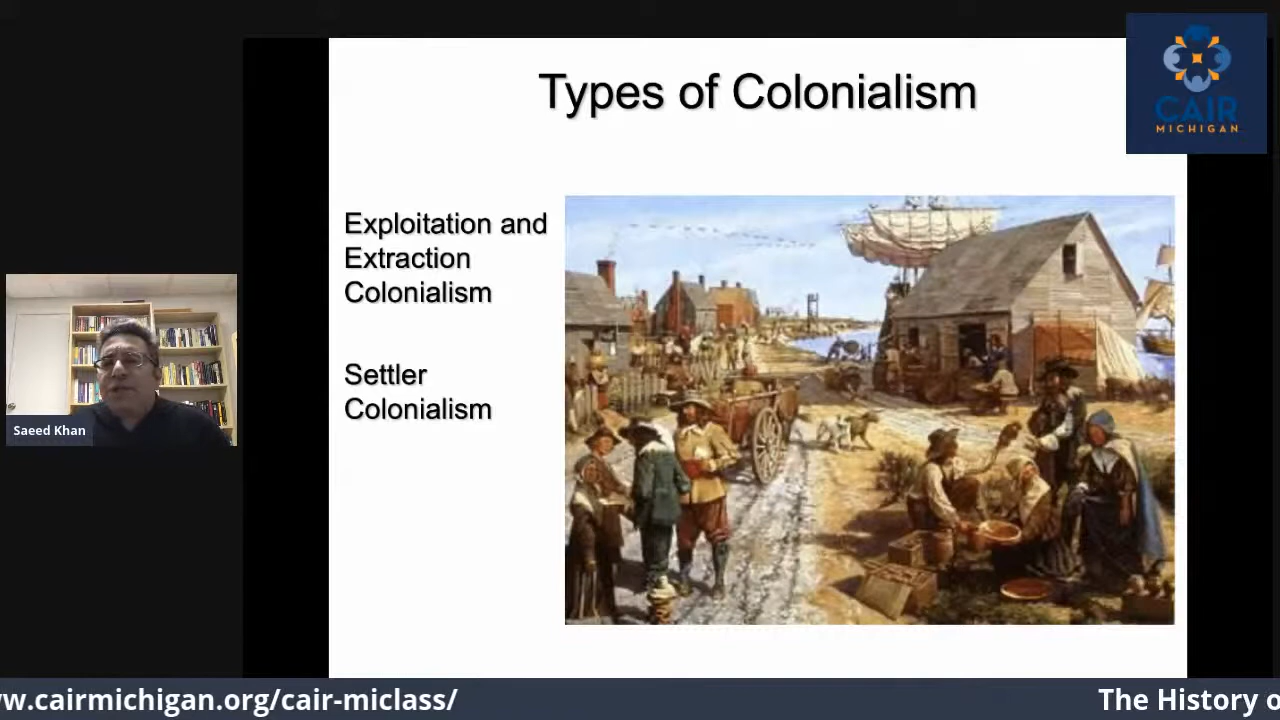 Types of Colonialism
CAIR
MICHIGAN
Exploitation and
Extraction
Colonialism
Settler
Colonialism
Saeed Khan
w.cairmichigan.org/cair-miclass/
The History o